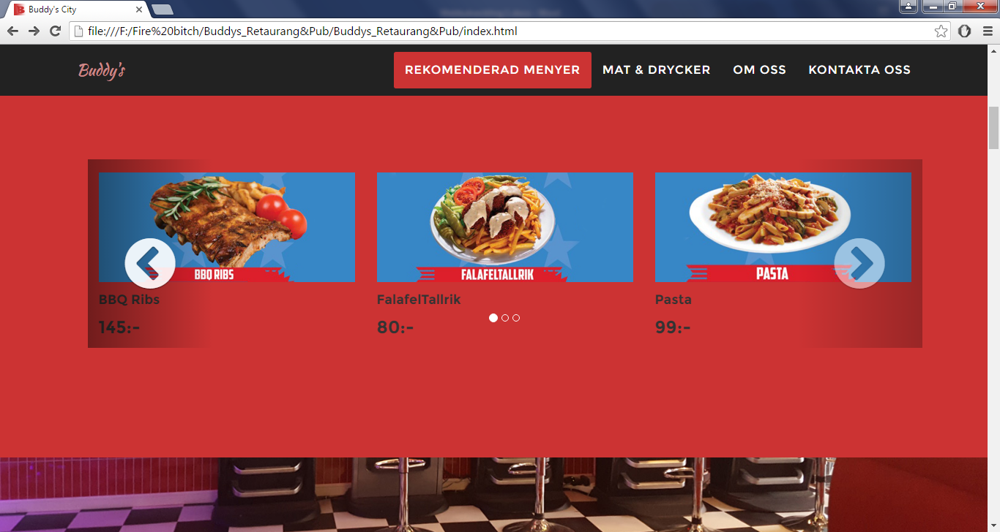 Buddy's City
file:///F:/Fire%20bitch/Buddys_Retaurang&Pub/Buddys_Retaurang&Pub/index.html
Buddy's REKOMENDERAD MENYER MAT & DRYCKER OM OSS KONTAKTA OSS
BBQ RIBS FALAFELTALLRIK PASTA
BBQ Ribs FalafelTallrik Pasta
145:- 80:- 99:-